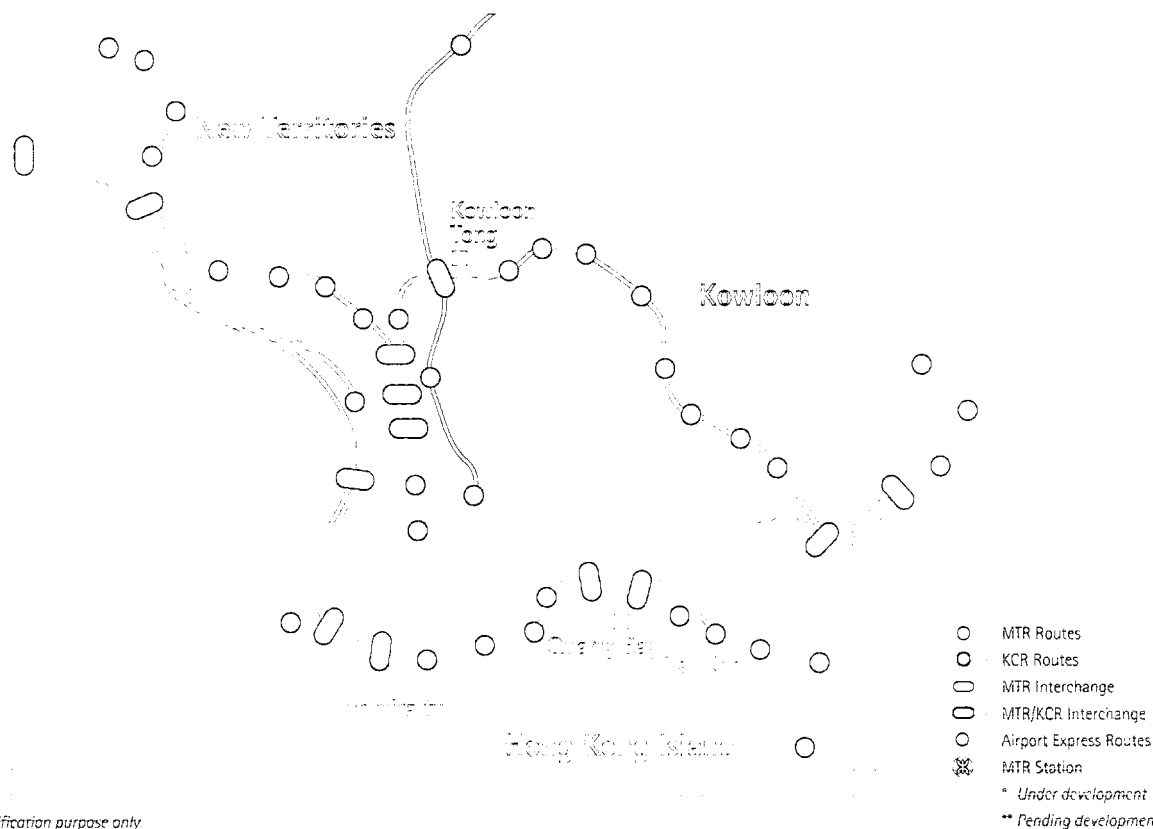 New Territories
Kowloon
Tong
Kowloon
MTR Routes
KCR Routes
MTR Interchange
MTR/KCR Interchange
Hong Kong Island
Airport Express Routes
MTR Station
* Under development
** Pending developmen
ification purpose only.